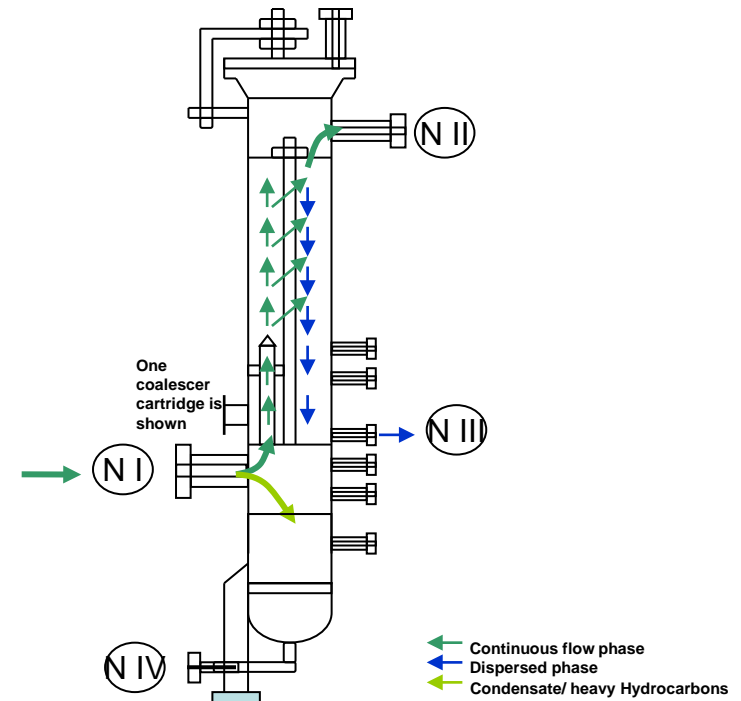 N II
One
coalescer
cartridge is
shown
N III
N I
N IV
Continuous flow phase
Dispersed phase
Condensate/ heavy Hydrocarbons